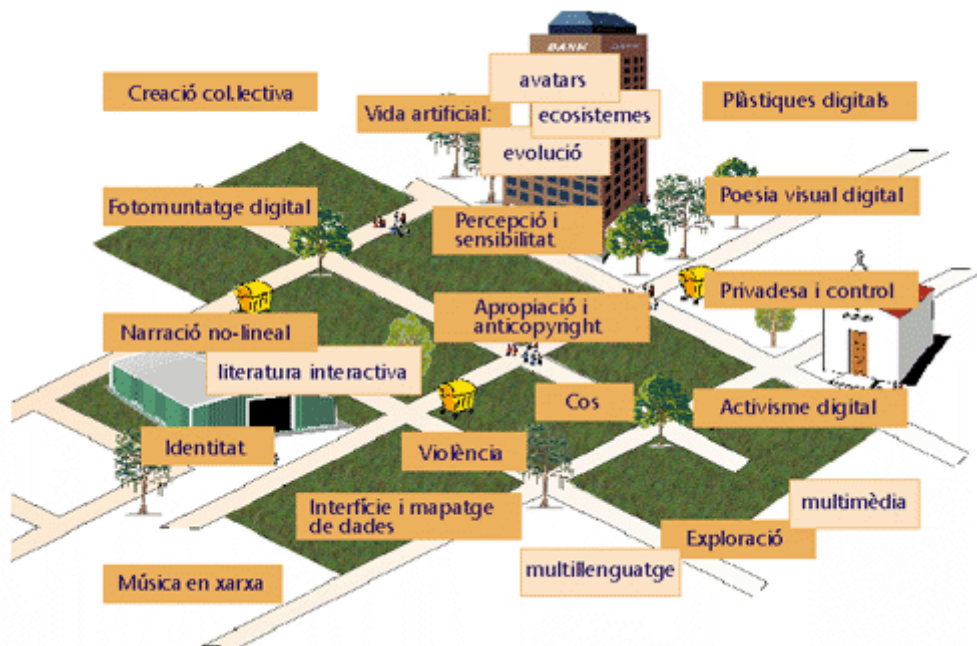 BANK
avatars
Creació col.lectiva
Plàstiques digitals
Vida artificial:
ecosistemes
evolució
Fotomuntatge digital
Poesia visual digital
Percepció i
sensibilitat
Privadesa i control
Apropiació i
anticopyright
Narració no-lineal
literatura interactiva
Cos
Activisme digital
Identitat
Violència
Interfície i mapatge
de dades
multimèdia
Exploració
multillenguatge
Música en xarxa